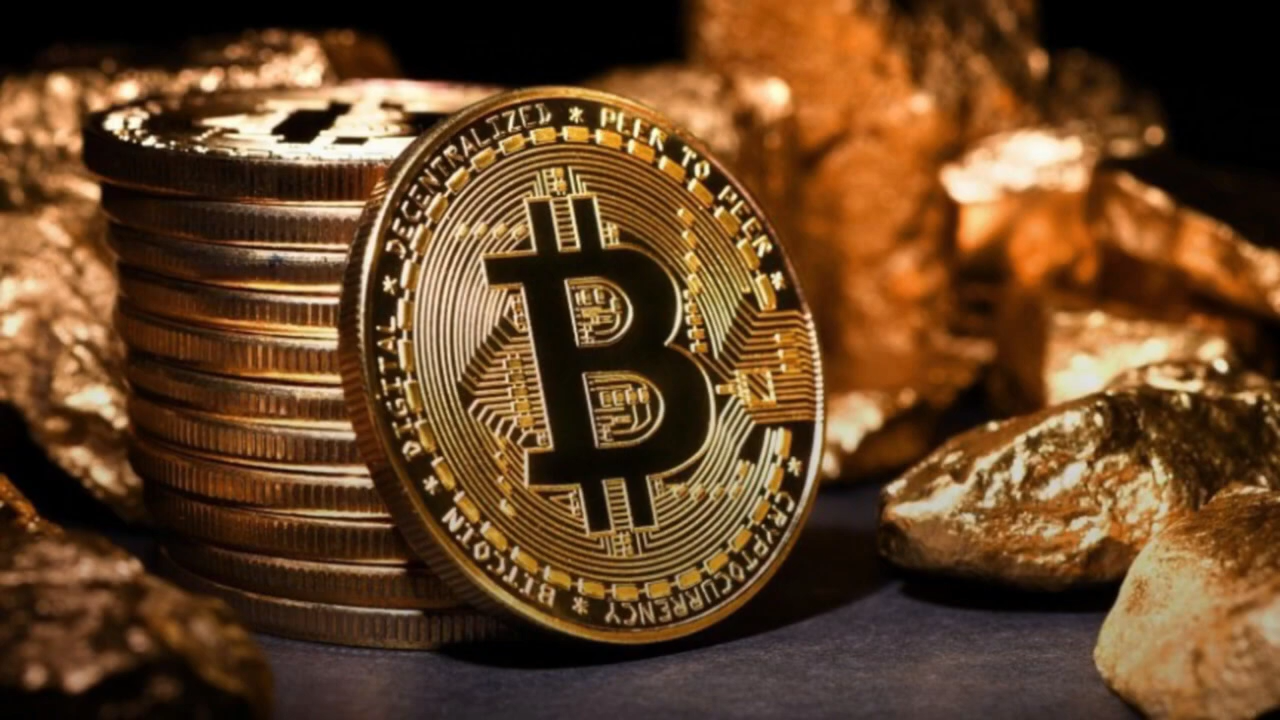 DIGITAL * DECENTRALIZED * PEER TO PEER *
* BITCOIN * CRYPTOCURRENCY *